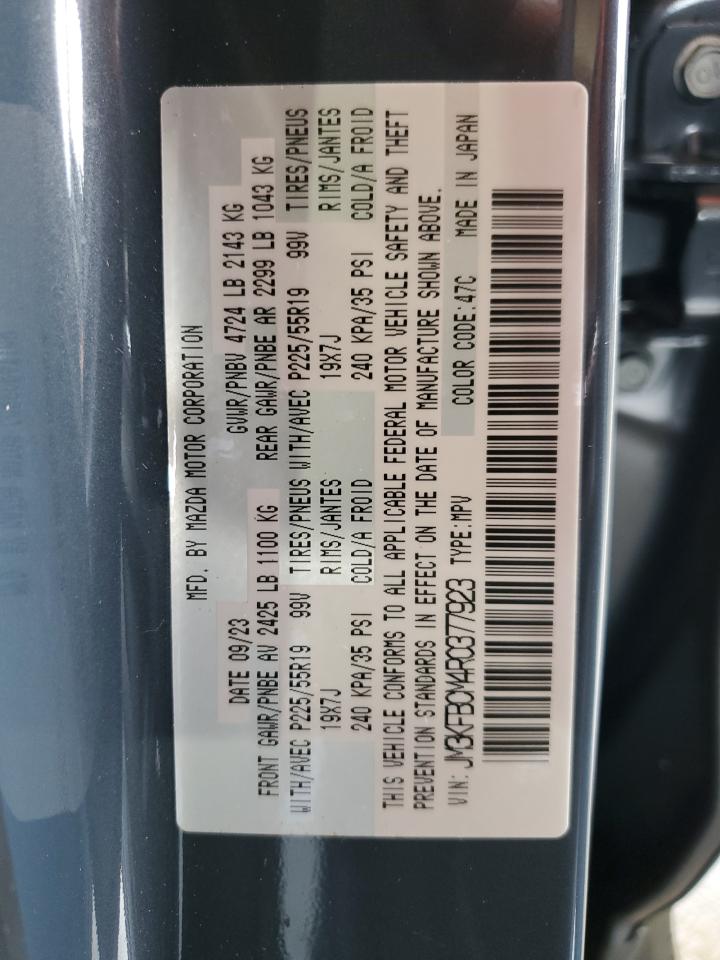 MFD. BY MAZDA MOTOR CORPORATION
DATE 09/23 GVWR/PNBV 4724 LB 2143 KG
FRONT GAWR/PNBE AV 2425 LB 1100 KG REAR GAWR/PNBE AR 2299 LB 1043 KG
WITH/AVEC P225/55R19 99V TIRES/PNEUS WITH/AVEC P225/55R19 99V TIRES/PNEUS
19X7J RIMS/JANTES 19X7J RIMS/JANTES
240 KPA/35 PSI COLD/A FROID 240 KPA/35 PSI COLD/A FROID
THIS VEHICLE CONFORMS TO ALL APPLICABLE FEDERAL MOTOR VEHICLE SAFETY AND THEFT
PREVENTION STANDARDS IN EFFECT ON THE DATE OF MANUFACTURE SHOWN ABOVE.
VIN: JM3KFBCM4R0377923 TYPE:MPV COLOR CODE:47C MADE IN JAPAN